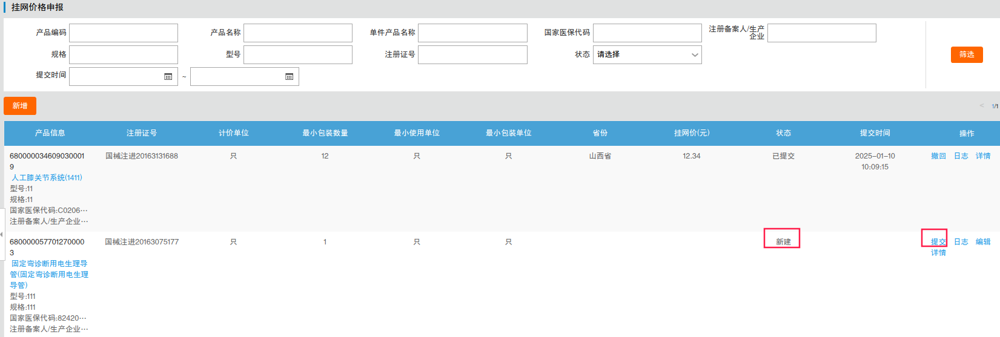 挂网价格申报
产品编码 产品名称 单件产品名称 国家医保代码 注册备案人/生产
企业
规格 型号 注册证号 状态 请选择 筛选
提交时间 ~
新增 < 1/1
产品信息 注册证号 计价单位 最小包装数量 最小使用单位 最小包装单位 省份 挂网价(元) 状态 提交时间 操作
680000034609030001 国械注进20163131688 只 12 只 只 山西省 12.34 已提交 2025-01-10 撤回 日志 详情
9 10:09:15
人工膝关节系统(1411)
型号:11
规格:11
国家医保代码:C0206…
注册备案人/生产企业…
680000057701270000 国械注进20163075177 只 1 只 只 新建 提交 日志 编辑
3 详情
固定弯诊断用电生理导
管(固定弯诊断用电生理
导管)
型号:111
规格:111
国家医保代码:82420…
注册备案人/生产企业…